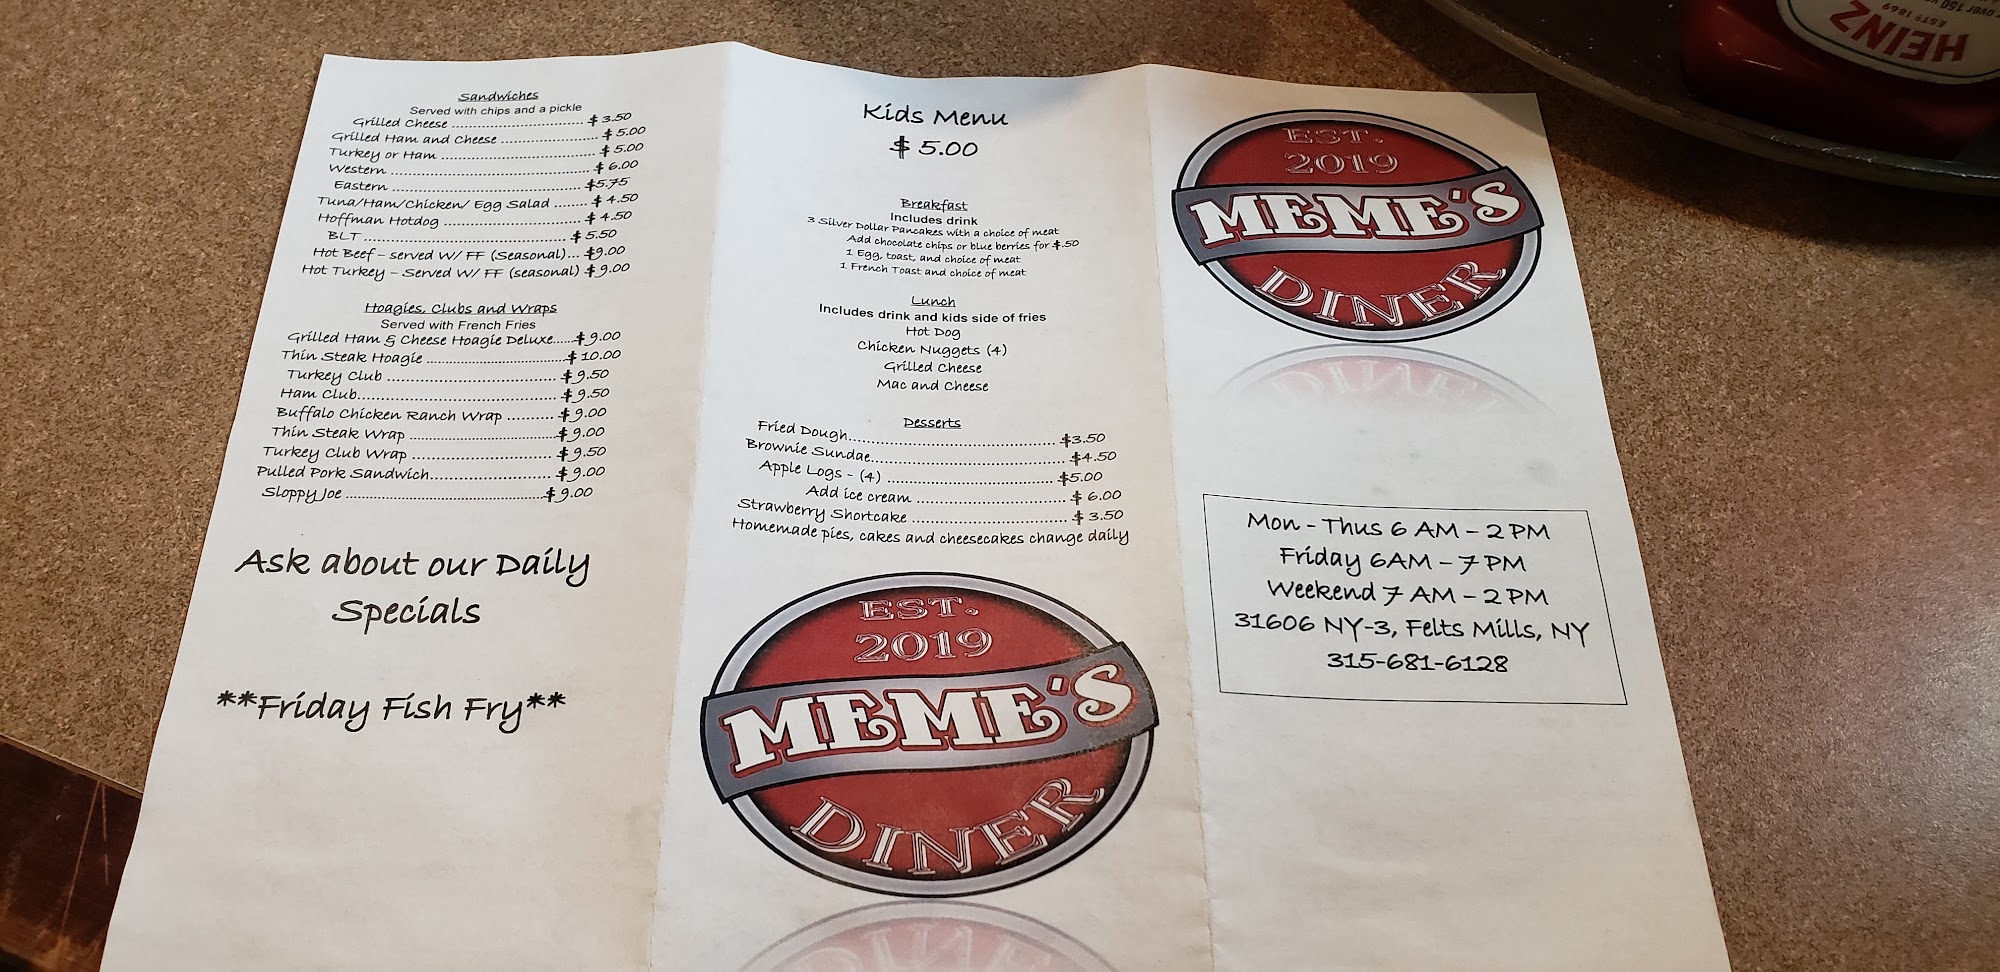 Sandwiches
Served with chips and a pickle
Grilled Cheese ................................ $ 3.50
Grilled Ham and Cheese ....................... $ 5.00
Turkey or Ham ................................ $ 5.00
Western ........................................ $ 6.00
Eastern ...................................... $5.75
Tuna/Ham/Chicken/ Egg Salad ........ $ 4.50
Hoffman Hotdog ............................. $ 4.50
BLT ............................................... $ 5.50
Hot Beef – served W/ FF (Seasonal)... $9.00
Hot Turkey – Served W/ FF (seasonal) $9.00
Hoagies, Clubs and Wraps
Served with French Fries
Grilled Ham & Cheese Hoagie Deluxe......$ 9.00
Thin Steak Hoagie ..............................$ 10.00
Turkey Club .................................... $ 9.50
Ham Club.......................................... $ 9.50
Buffalo Chicken Ranch Wrap .......... $ 9.00
Thin Steak Wrap ................................$ 9.00
Turkey Club Wrap .............................. $ 9.50
Pulled Pork Sandwich......................... $ 9.00
Sloppy Joe ..........................................$ 9.00
Ask about our Daily
Specials
**Friday Fish Fry**
Kids Menu
$ 5.00
Breakfast
Includes drink
3 Silver Dollar Pancakes with a choice of meat
Add chocolate chips or blue berries for $.50
1 Egg, toast, and choice of meat
1 French Toast and choice of meat
Lunch
Includes drink and kids side of fries
Hot Dog
Chicken Nuggets (4)
Grilled Cheese
Mac and Cheese
Desserts
Fried Dough............................................ $3.50
Brownie Sundae......................................... $4.50
Apple Logs - (4) ................................... $5.00
Add ice cream ................................ $ 6.00
Strawberry Shortcake ................................. $ 3.50
Homemade pies, cakes and cheesecakes change daily
EST.
2019
MEME'S
DINER
EST.
2019
MEME'S
DINER
Mon - Thus 6 AM – 2 PM
Friday 6AM – 7 PM
Weekend 7 AM – 2 PM
31606 NY-3, Felts Mills, NY
315-681-6128
HEINZ
ESTD 1869
over 150